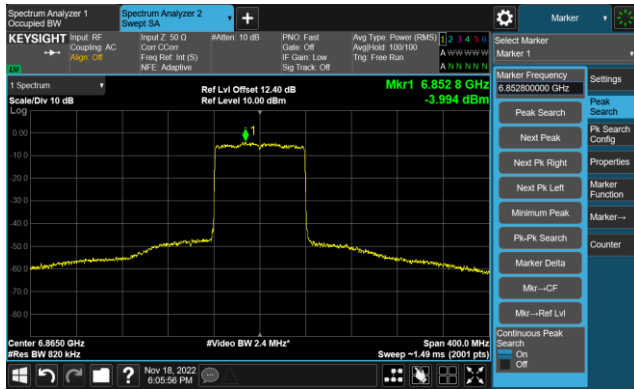 Spectrum Analyzer 1
Occupied BW
Spectrum Analyzer 2
Swept SA
Marker
KEYSIGHT
Input: RF
Coupling: AC
Align: Off
Input Z: 50 Ω
Corr CCorr
Freq Ref: Int (S)
NFE: Adaptive
#Atten: 10 dB
PNO: Fast
Gate: Off
IF Gain: Low
Sig Track: Off
Avg Type: Power (RMS)
Avg|Hold: 100/100
Trig: Free Run
1 2 3 4 5 6
A W W W W W
A N N N N N
Select Marker
Marker 1
1 Spectrum
Scale/Div 10 dB
Log
Ref Lvl Offset 12.40 dB
Ref Level 10.00 dBm
Mkr1 6.852 8 GHz
-3.994 dBm
1
0.00
-10.0
-20.0
-30.0
-40.0
-50.0
-60.0
-70.0
-80.0
Center 6.8650 GHz
#Res BW 820 kHz
#Video BW 2.4 MHz*
Span 400.0 MHz
Sweep ~1.49 ms (2001 pts)
Marker Frequency
6.852800000 GHz
Peak Search
Next Peak
Next Pk Right
Next Pk Left
Minimum Peak
Pk-Pk Search
Marker Delta
Mkr→CF
Mkr→Ref Lvl
Continuous Peak
Search
On
Off
Settings
Peak
Search
Pk Search
Config
Properties
Marker
Function
Marker→
Counter
?
Nov 18, 2022
6:05:56 PM